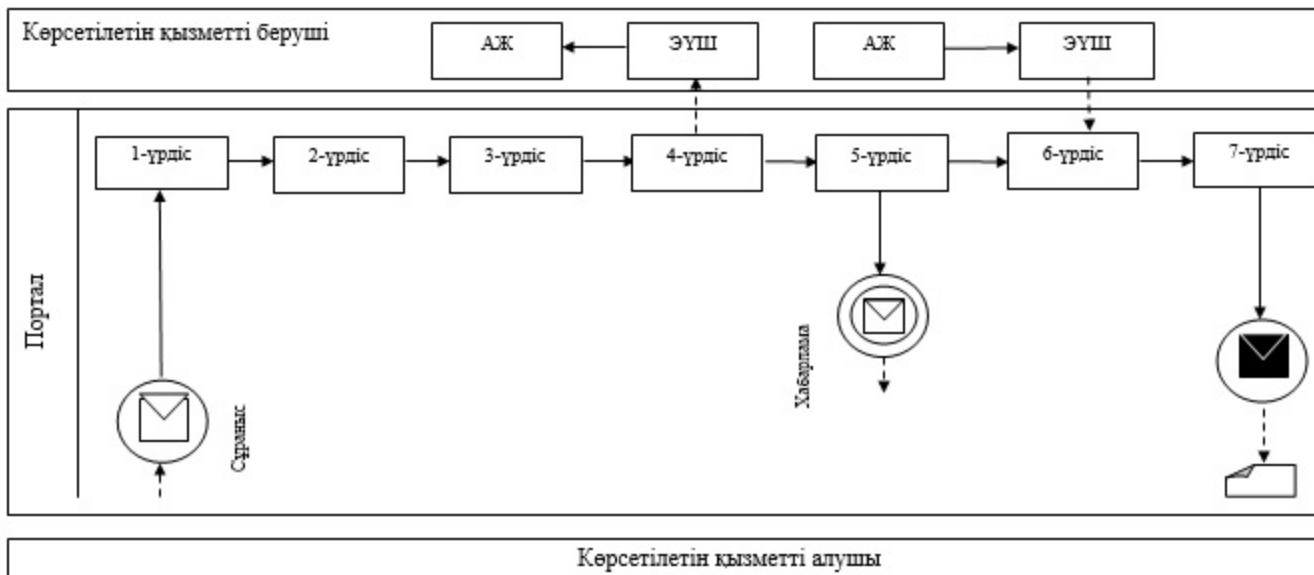 Көрсетілетін қызметті беруші
АЖ
ЭҮШ
АЖ
ЭҮШ
Портал
1-үрдіс
2-үрдіс
3-үрдіс
4-үрдіс
5-үрдіс
6-үрдіс
7-үрдіс
Сұраныс
Хабарлама
Көрсетілетін қызметті алушы